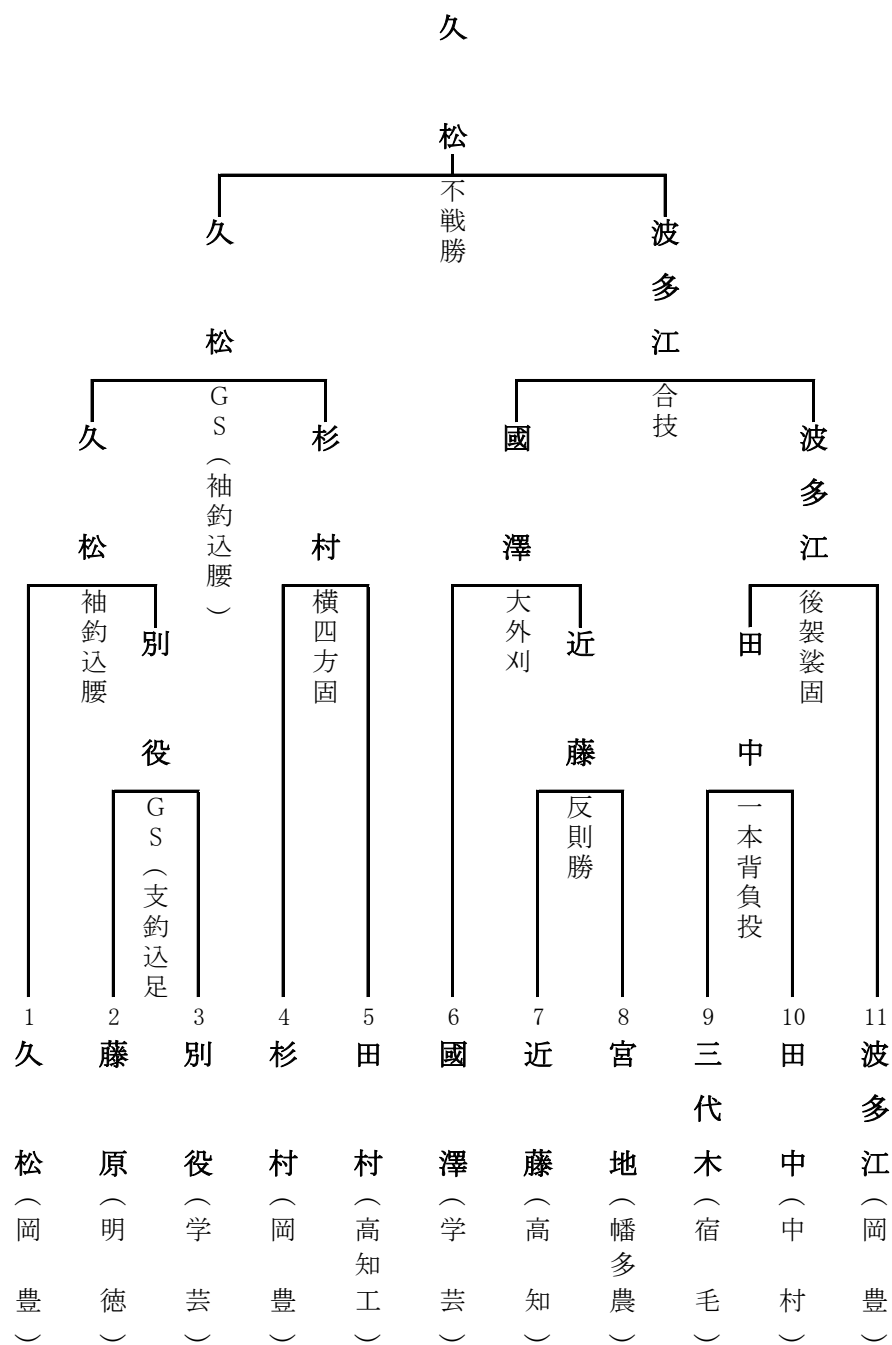 久松
不戦勝
久松
波多江
GS(袖釣込腰)
合技
久松
杉村
國澤
波多江
袖釣込腰
横四方固
大外刈
後袈裟固
別役
近藤
田中
GS(支釣込足
反則勝
一本背負投
1 久松(岡豊)
2 藤原(明徳)
3 別役(学芸)
4 杉村(岡豊)
5 田村(高知工)
6 國澤(学芸)
7 近藤(高知)
8 宮地(幡多農)
9 三代木(宿毛)
10 田中(中村)
11 波多江(岡豊)